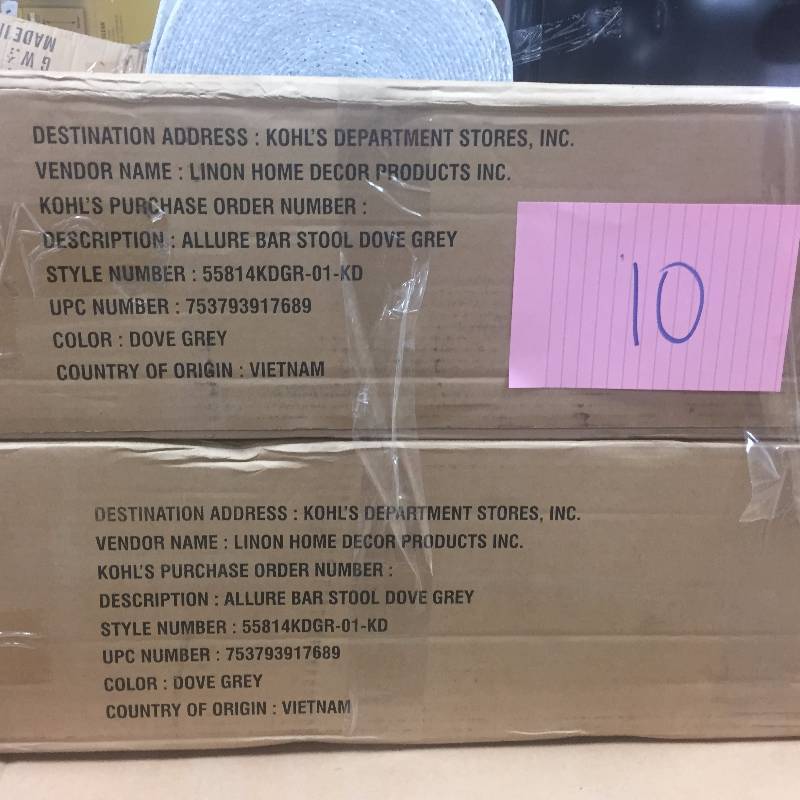 MADE I
G W.
DESTINATION ADDRESS : KOHL'S DEPARTMENT STORES, INC.
VENDOR NAME : LINON HOME DECOR PRODUCTS INC.
KOHL'S PURCHASE ORDER NUMBER :
DESCRIPTION : ALLURE BAR STOOL DOVE GREY
STYLE NUMBER : 55814KDGR-01-KD
UPC NUMBER : 753793917689
COLOR : DOVE GREY
COUNTRY OF ORIGIN : VIETNAM
10
DESTINATION ADDRESS : KOHL'S DEPARTMENT STORES, INC.
VENDOR NAME : LINON HOME DECOR PRODUCTS INC.
KOHL'S PURCHASE ORDER NUMBER :
DESCRIPTION : ALLURE BAR STOOL DOVE GREY
STYLE NUMBER : 55814KDGR-01-KD
UPC NUMBER : 753793917689
COLOR : DOVE GREY
COUNTRY OF ORIGIN : VIETNAM